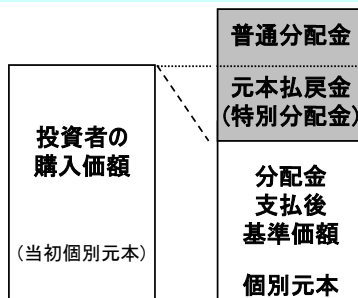 普通分配金
元本払戻金
(特別分配金)
投資者の
購入価額
(当初個別元本)
分配金
支払後
基準価額
個別元本